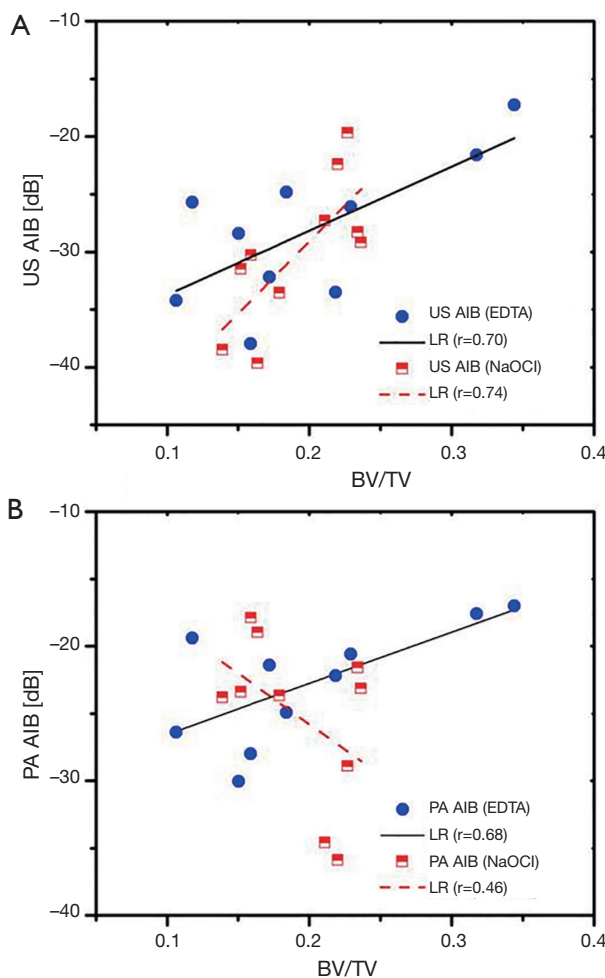 A
−10
−20
−30
−40
US AIB [dB]
US AIB (EDTA)
LR (r=0.70)
US AIB (NaOCI)
LR (r=0.74)
0.1 0.2 0.3 0.4
BV/TV
B
−10
−20
−30
−40
PA AIB [dB]
PA AIB (EDTA)
LR (r=0.68)
PA AIB (NaOCI)
LR (r=0.46)
0.1 0.2 0.3 0.4
BV/TV